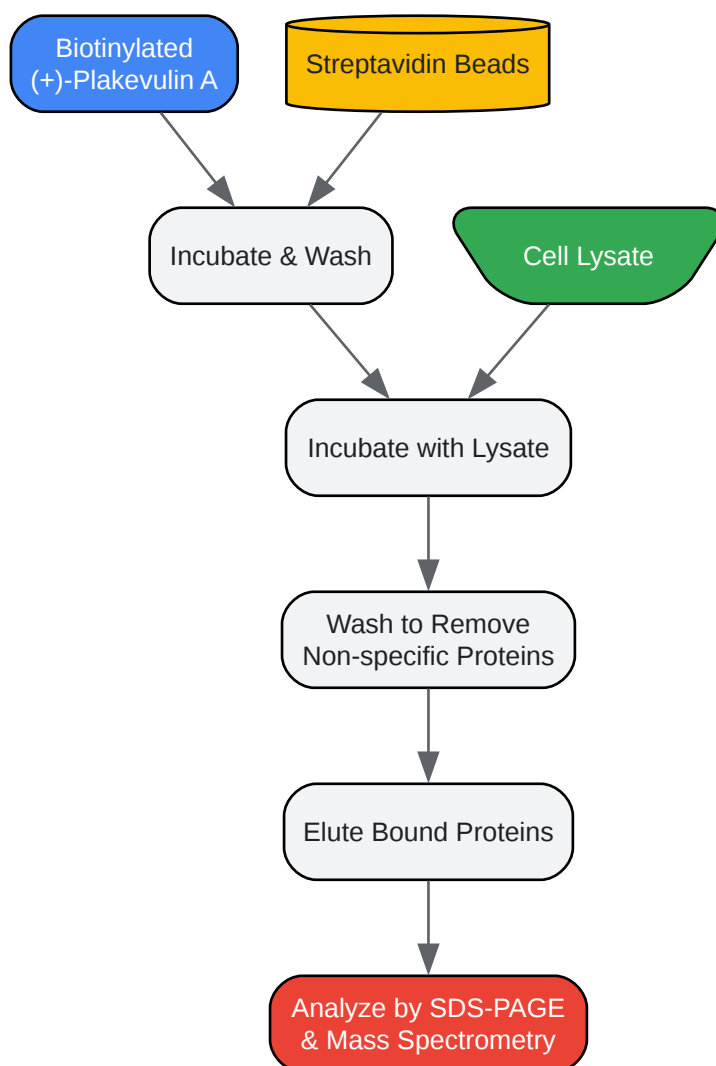 Biotinylated
(+)-Plakevulin A
Streptavidin Beads
Incubate & Wash
Cell Lysate
Incubate with Lysate
Wash to Remove
Non-specific Proteins
Elute Bound Proteins
Analyze by SDS-PAGE
& Mass Spectrometry